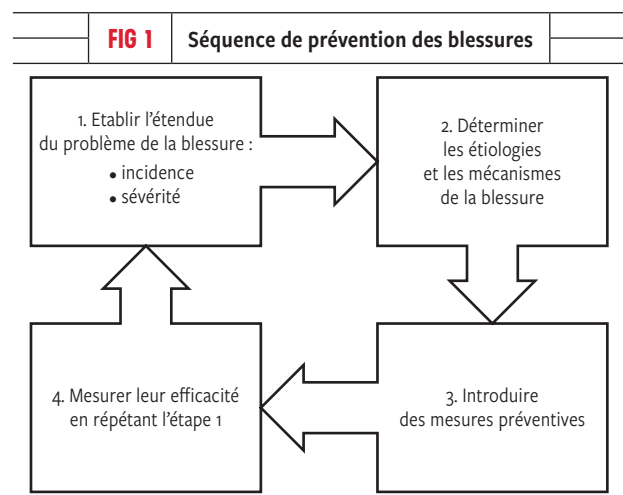 FIG 1 Séquence de prévention des blessures
1. Etablir l'étendue
du problème de la blessure :
• incidence
• sévérité
2. Déterminer
les étiologies
et les mécanismes
de la blessure
3. Introduire
des mesures préventives
4. Mesurer leur efficacité
en répétant l'étape 1